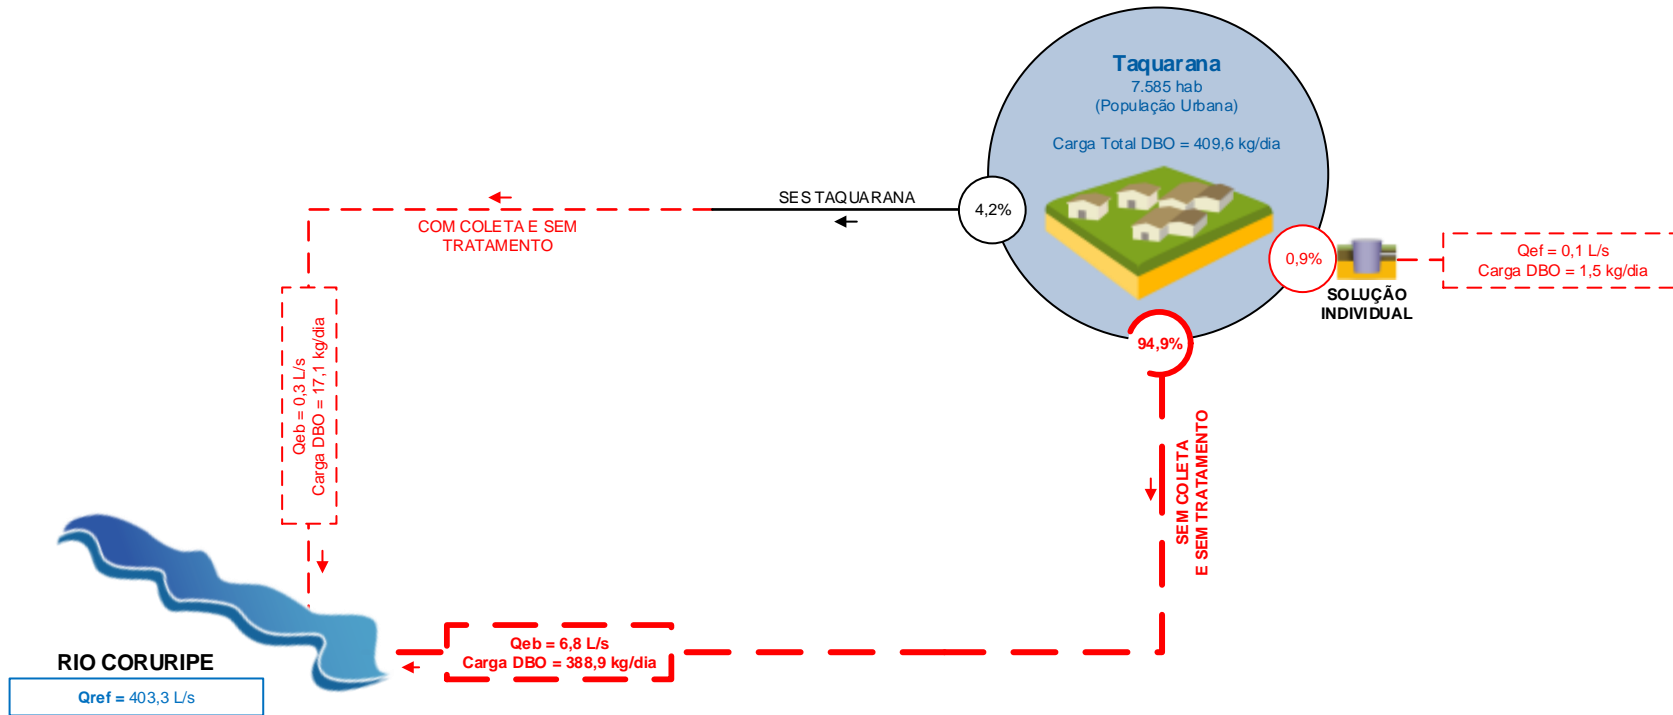 Taquarana
7.585 hab
(População Urbana)
Carga Total DBO = 409,6 kg/dia
SES TAQUARANA
4,2%
COM COLETA E SEM
TRATAMENTO
0,9%
SOLUÇÃO
INDIVIDUAL
Qef = 0,1 L/s
Carga DBO = 1,5 kg/dia
94,9%
Qeb = 0,3 L/s
Carga DBO = 17,1 kg/dia
SEM COLETA
E SEM TRATAMENTO
Qeb = 6,8 L/s
Carga DBO = 388,9 kg/dia
RIO CORURIPE
Qref = 403,3 L/s